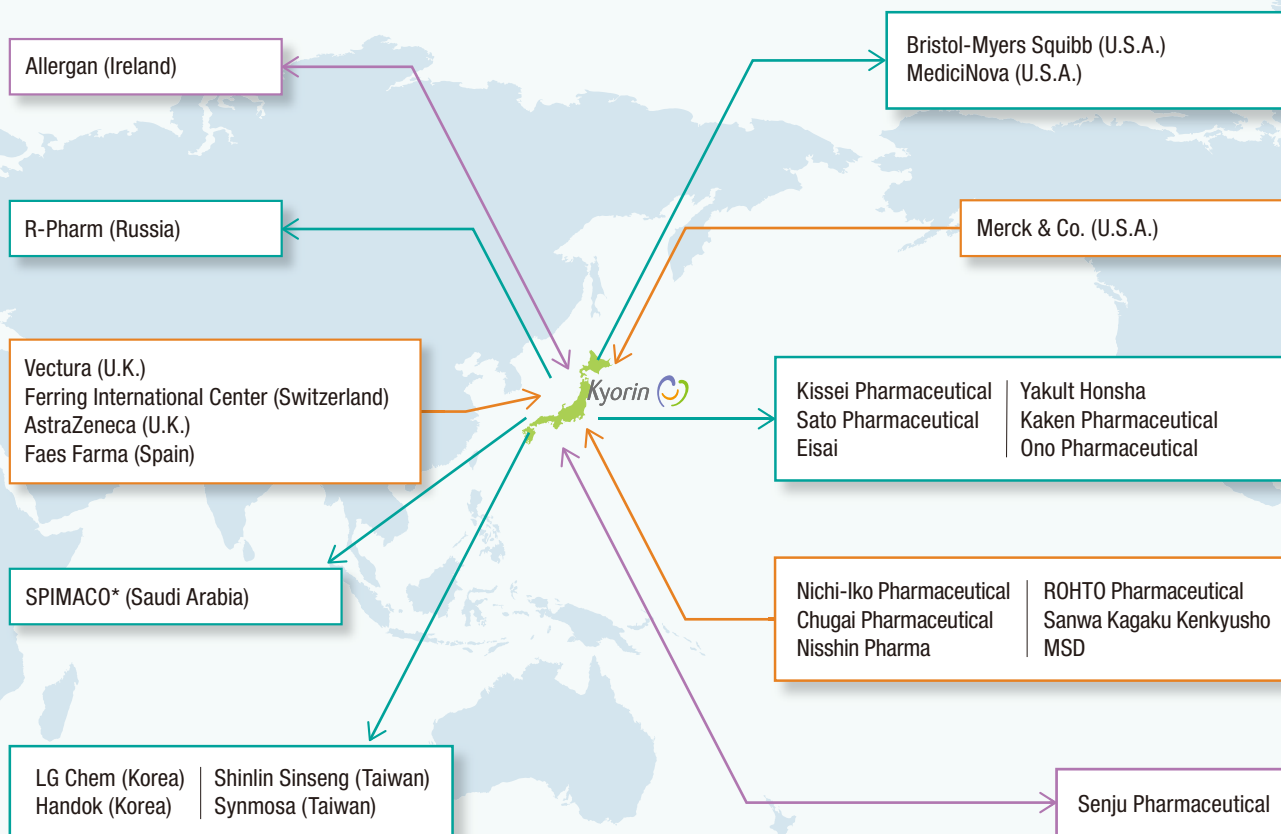 Allergan (Ireland)
Bristol-Myers Squibb (U.S.A.)
MediciNova (U.S.A.)
R-Pharm (Russia)
Merck & Co. (U.S.A.)
Vectura (U.K.)
Ferring International Center (Switzerland)
AstraZeneca (U.K.)
Faes Farma (Spain)
Kyorin
Kissei Pharmaceutical
Sato Pharmaceutical
Eisai
Yakult Honsha
Kaken Pharmaceutical
Ono Pharmaceutical
SPIMACO* (Saudi Arabia)
Nichi-Iko Pharmaceutical
Chugai Pharmaceutical
Nisshin Pharma
ROHTO Pharmaceutical
Sanwa Kagaku Kenkyusho
MSD
LG Chem (Korea)
Handok (Korea)
Shinlin Sinseng (Taiwan)
Synmosa (Taiwan)
Senju Pharmaceutical